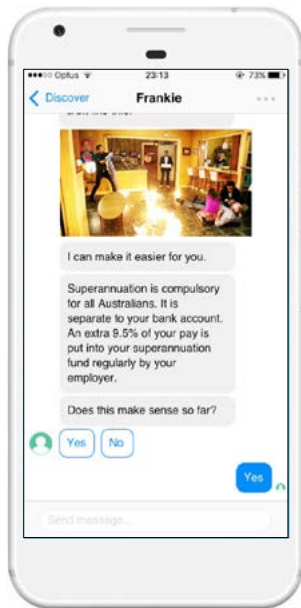 Optus 23:13 73%
Discover Frankie
I can make it easier for you.
Superannuation is compulsory
for all Australians. It is
separate to your bank account.
An extra 9.5% of your pay is
put into your superannuation
fund regularly by your
employer.
Does this make sense so far?
Yes No
Yes
Send message...